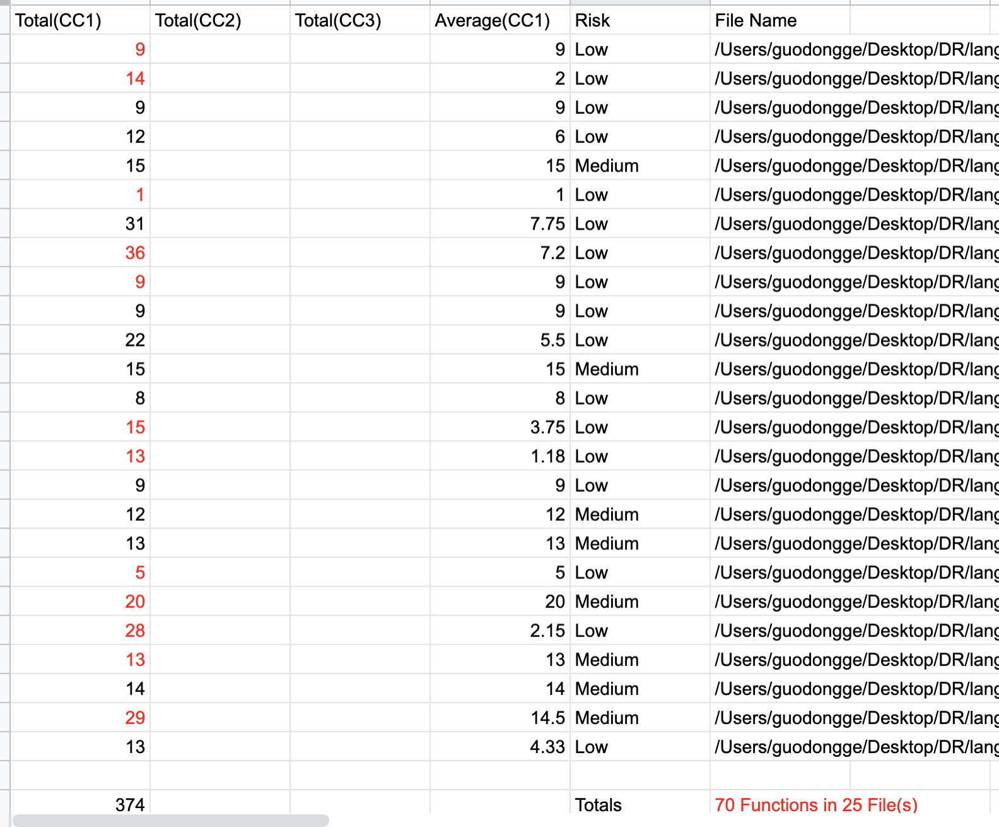 Total(CC1) Total(CC2) Total(CC3) Average(CC1) Risk File Name
9 9 Low /Users/guodongge/Desktop/DR/lang
14 2 Low /Users/guodongge/Desktop/DR/lang
9 9 Low /Users/guodongge/Desktop/DR/lang
12 6 Low /Users/guodongge/Desktop/DR/lang
15 15 Medium /Users/guodongge/Desktop/DR/lang
1 1 Low /Users/guodongge/Desktop/DR/lang
31 7.75 Low /Users/guodongge/Desktop/DR/lang
36 7.2 Low /Users/guodongge/Desktop/DR/lang
9 9 Low /Users/guodongge/Desktop/DR/lang
9 9 Low /Users/guodongge/Desktop/DR/lang
22 5.5 Low /Users/guodongge/Desktop/DR/lang
15 15 Medium /Users/guodongge/Desktop/DR/lang
8 8 Low /Users/guodongge/Desktop/DR/lang
15 3.75 Low /Users/guodongge/Desktop/DR/lang
13 1.18 Low /Users/guodongge/Desktop/DR/lang
9 9 Low /Users/guodongge/Desktop/DR/lang
12 12 Medium /Users/guodongge/Desktop/DR/lang
13 13 Medium /Users/guodongge/Desktop/DR/lang
5 5 Low /Users/guodongge/Desktop/DR/lang
20 20 Medium /Users/guodongge/Desktop/DR/lang
28 2.15 Low /Users/guodongge/Desktop/DR/lang
13 13 Medium /Users/guodongge/Desktop/DR/lang
14 14 Medium /Users/guodongge/Desktop/DR/lang
29 14.5 Medium /Users/guodongge/Desktop/DR/lang
13 4.33 Low /Users/guodongge/Desktop/DR/lang
374 Totals 70 Functions in 25 File(s)